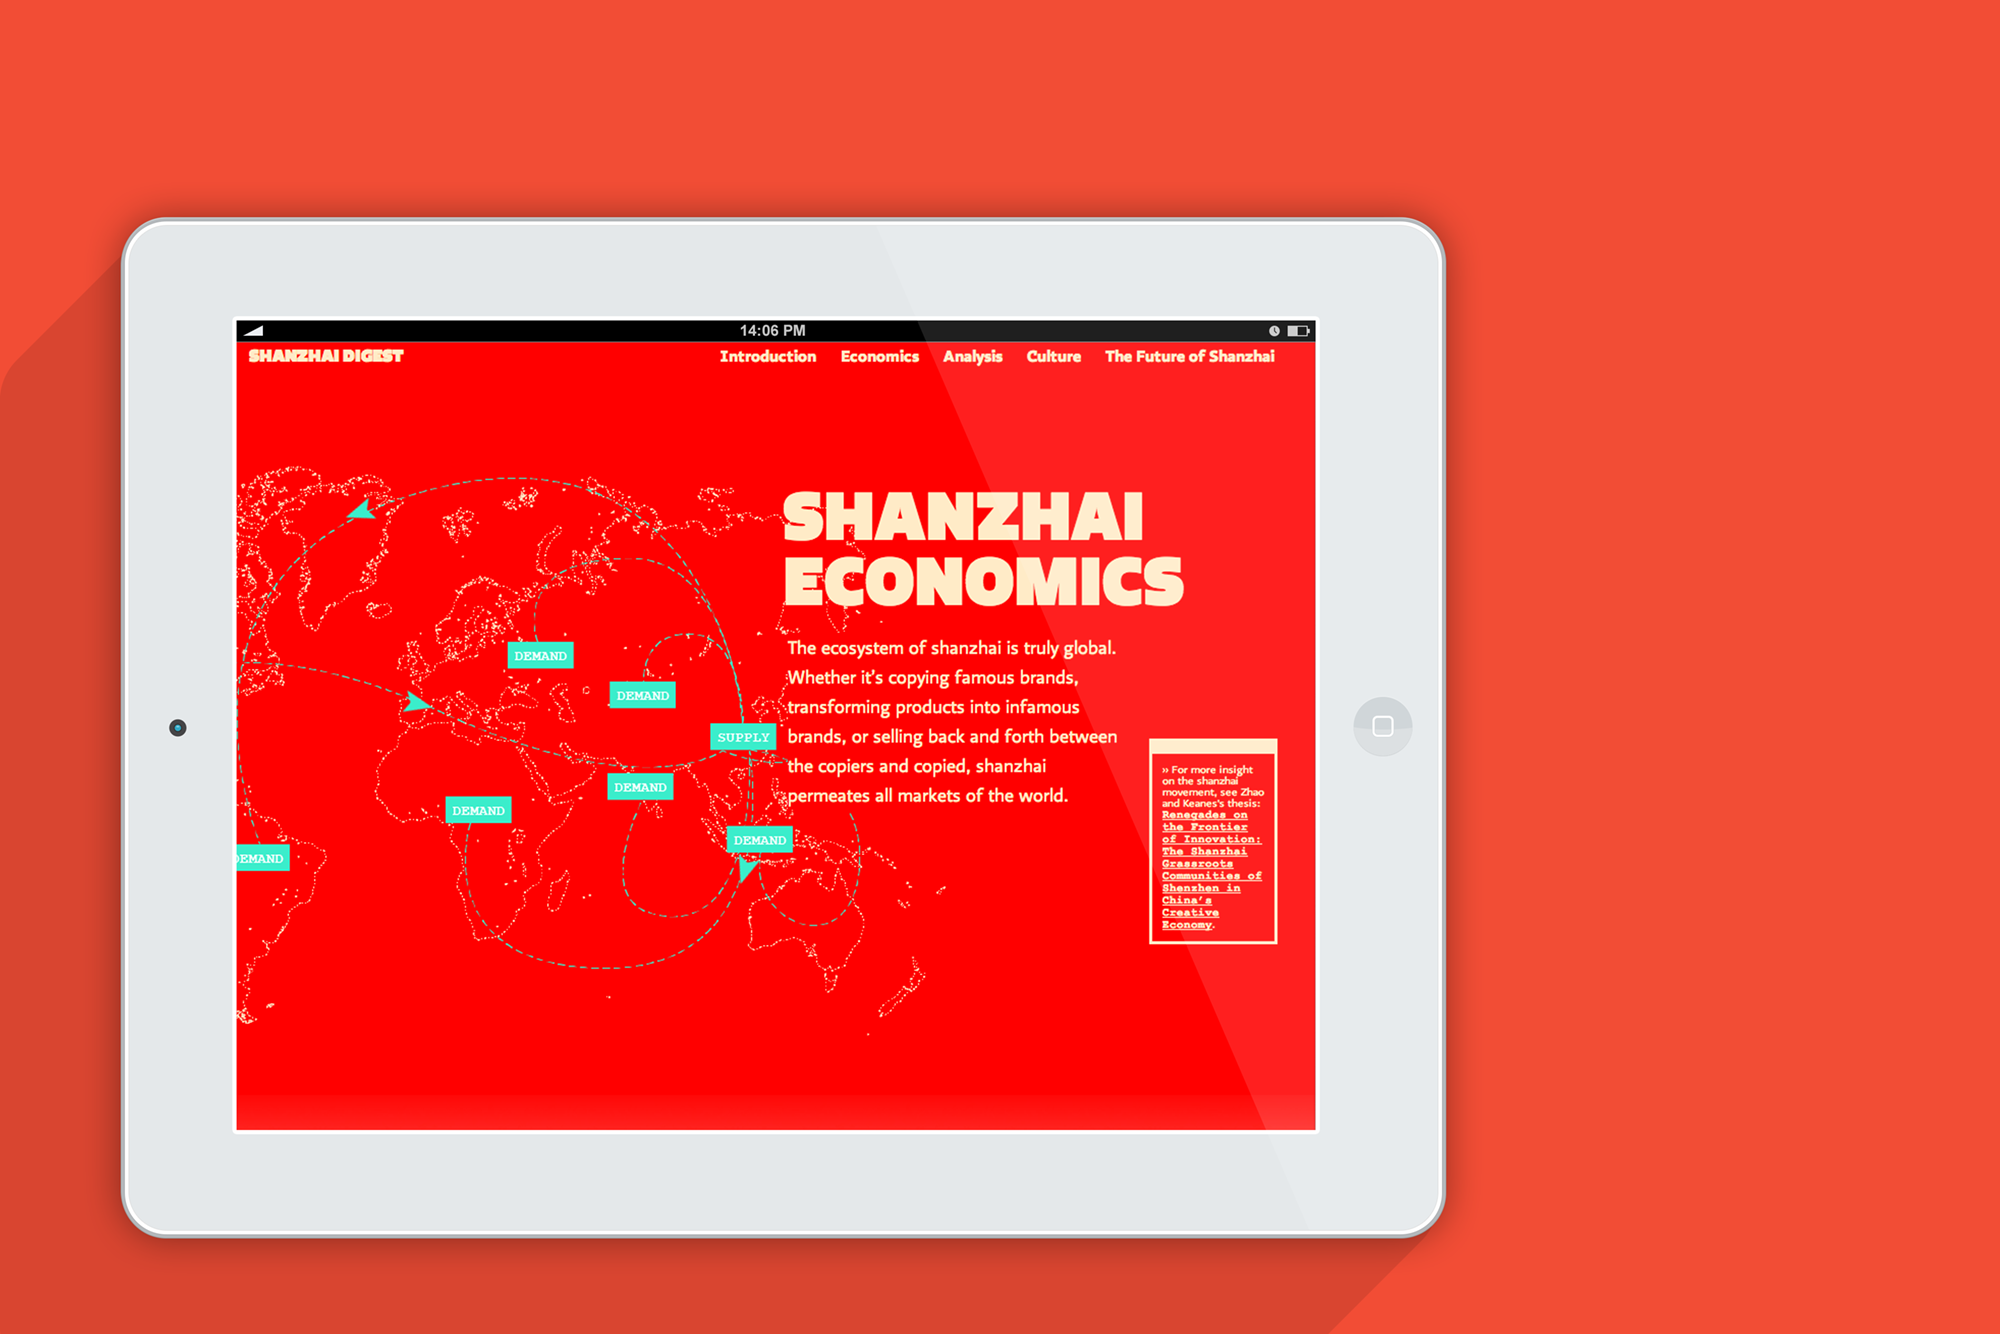 14:06 PM
SHANZHAI DIGEST
Introduction Economics Analysis Culture The Future of Shanzhai
SHANZHAI
ECONOMICS
The ecosystem of shanzhai is truly global.
Whether it's copying famous brands,
transforming products into infamous
brands, or selling back and forth between
the copiers and copied, shanzhai
permeates all markets of the world.
DEMAND
DEMAND
SUPPLY
DEMAND
DEMAND
DEMAND
DEMAND
›› For more insight
on the shanzhai
movement, see Zhao
and Keanes's thesis:
Renegades on
the Frontier
of Innovation:
The Shanzhai
Grassroots
Communities of
Shenzhen in
China's
Creative
Economy.